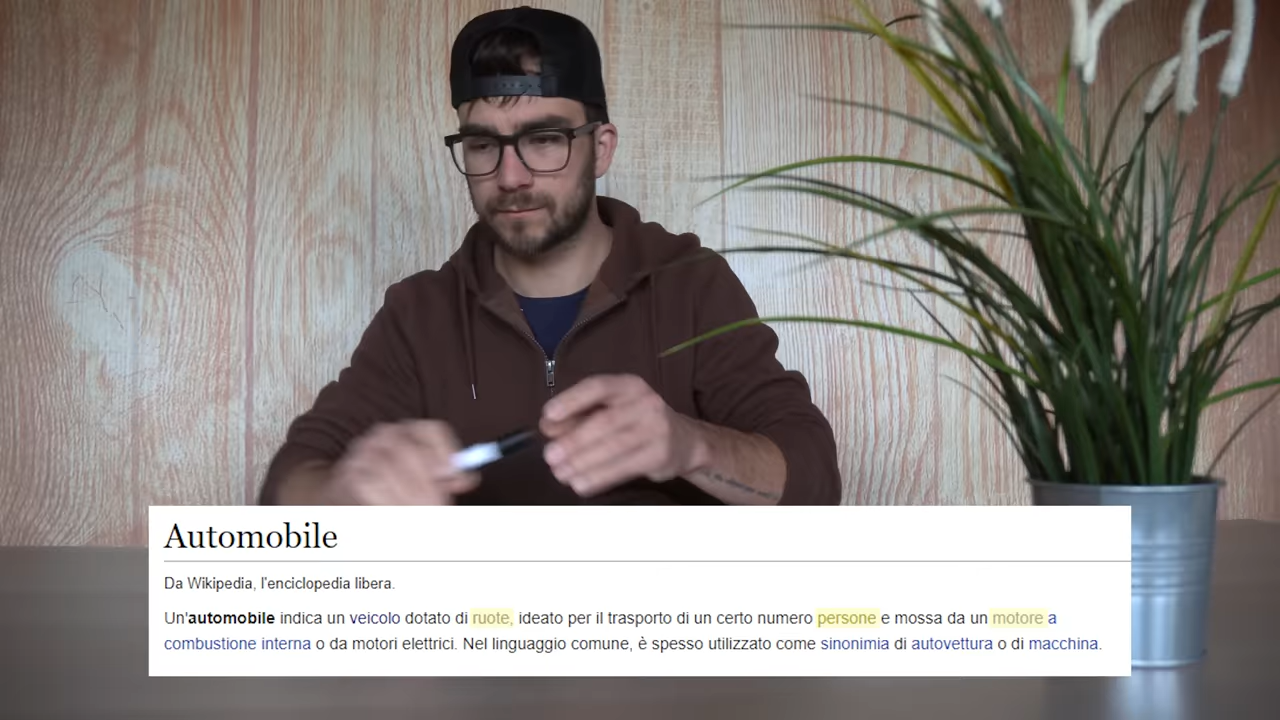 Automobile
Da Wikipedia, l'enciclopedia libera.
Un'automobile indica un veicolo dotato di ruote, ideato per il trasporto di un certo numero persone e mossa da un motore a
combustione interna o da motori elettrici. Nel linguaggio comune, è spesso utilizzato come sinonimia di autovettura o di macchina.